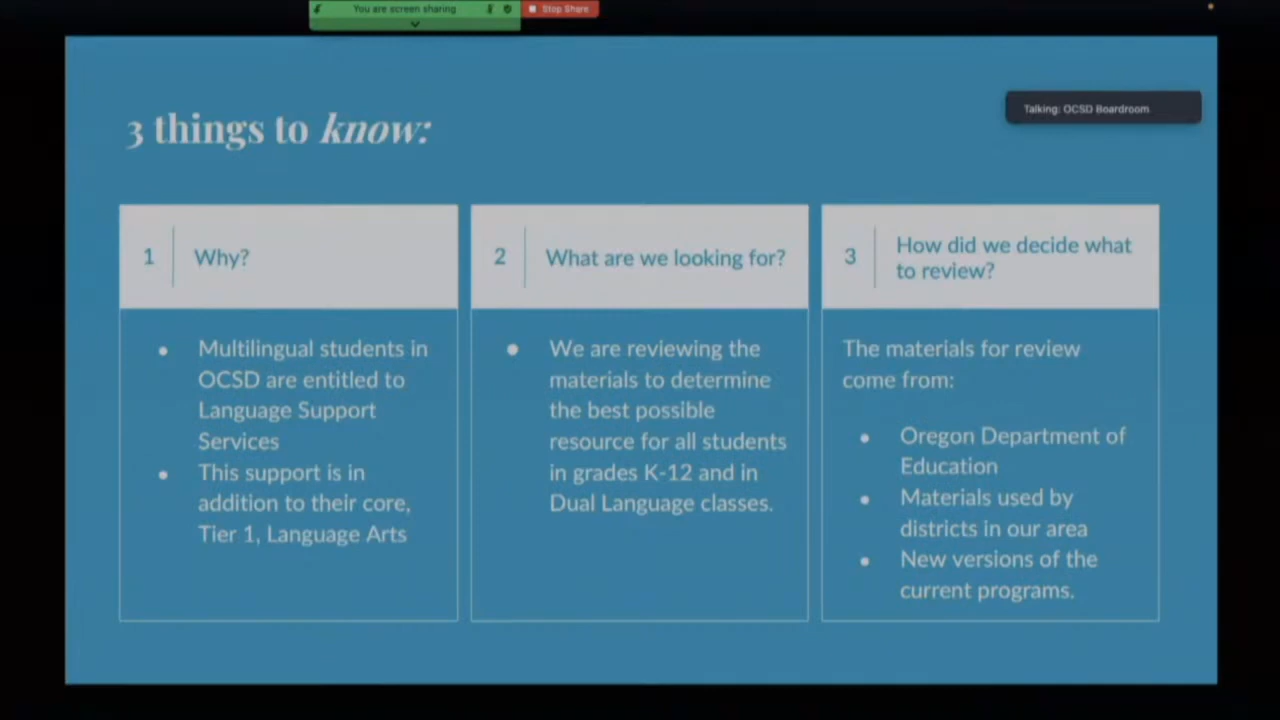 You are screen sharing
Stop Share
Talking: OCSD Boardroom
3 things to know:
1
Why?
Multilingual students in
OCSD are entitled to
Language Support
Services
This support is in
addition to their core,
Tier 1, Language Arts
2
What are we looking for?
We are reviewing the
materials to determine
the best possible
resource for all students
in grades K-12 and in
Dual Language classes.
3
How did we decide what
to review?
The materials for review
come from:
Oregon Department of
Education
Materials used by
districts in our area
New versions of the
current programs.